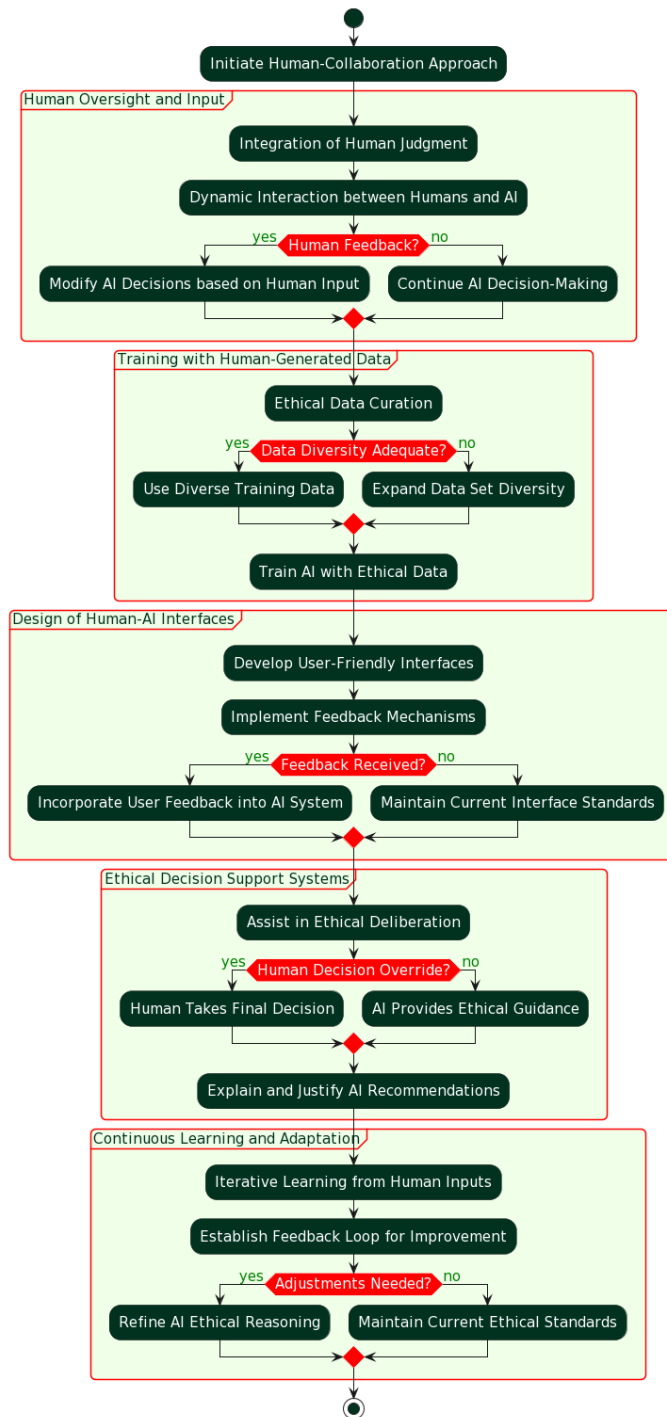 Initiate Human-Collaboration Approach
Human Oversight and Input
Integration of Human Judgment
Dynamic Interaction between Humans and AI
yes
Human Feedback?
no
Modify AI Decisions based on Human Input
Continue AI Decision-Making
Training with Human-Generated Data
Ethical Data Curation
yes
Data Diversity Adequate?
no
Use Diverse Training Data
Expand Data Set Diversity
Train AI with Ethical Data
Design of Human-AI Interfaces
Develop User-Friendly Interfaces
Implement Feedback Mechanisms
yes
Feedback Received?
no
Incorporate User Feedback into AI System
Maintain Current Interface Standards
Ethical Decision Support Systems
Assist in Ethical Deliberation
yes
Human Decision Override?
no
Human Takes Final Decision
AI Provides Ethical Guidance
Explain and Justify AI Recommendations
Continuous Learning and Adaptation
Iterative Learning from Human Inputs
Establish Feedback Loop for Improvement
yes
Adjustments Needed?
no
Refine AI Ethical Reasoning
Maintain Current Ethical Standards